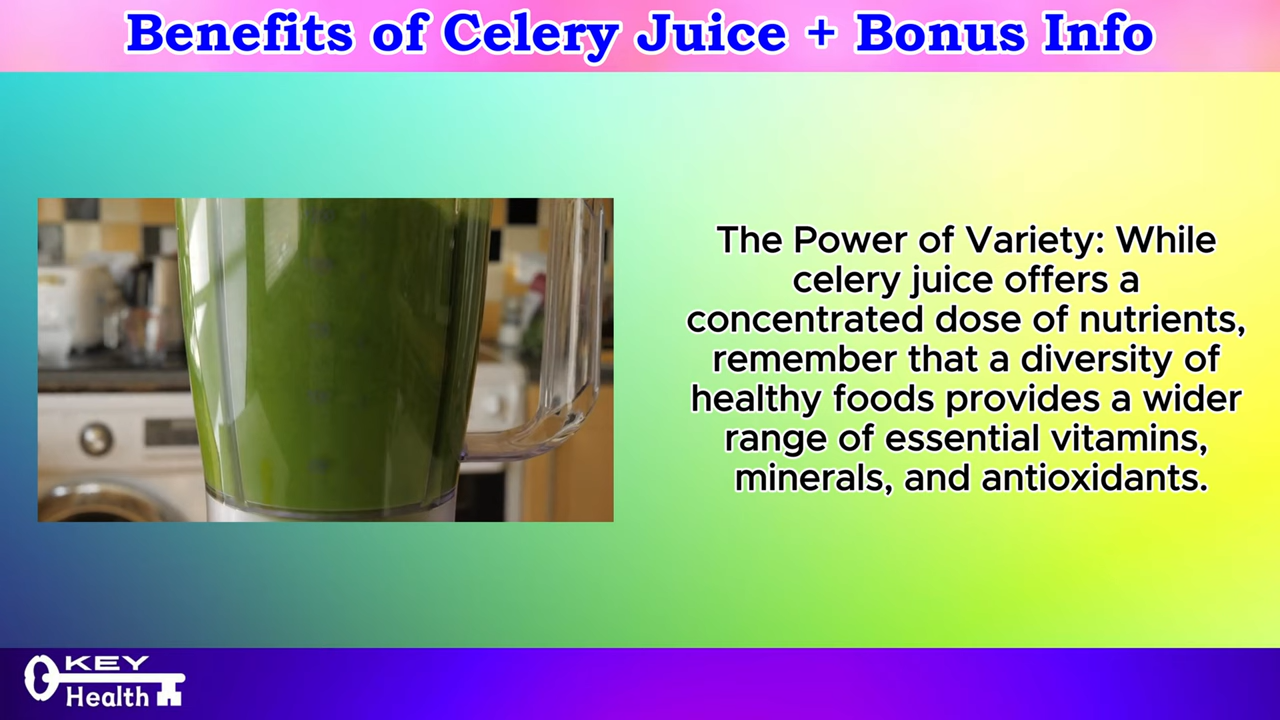 Benefits of Celery Juice + Bonus Info
The Power of Variety: While
celery juice offers a
concentrated dose of nutrients,
remember that a diversity of
healthy foods provides a wider
range of essential vitamins,
minerals, and antioxidants.
KEY
Health